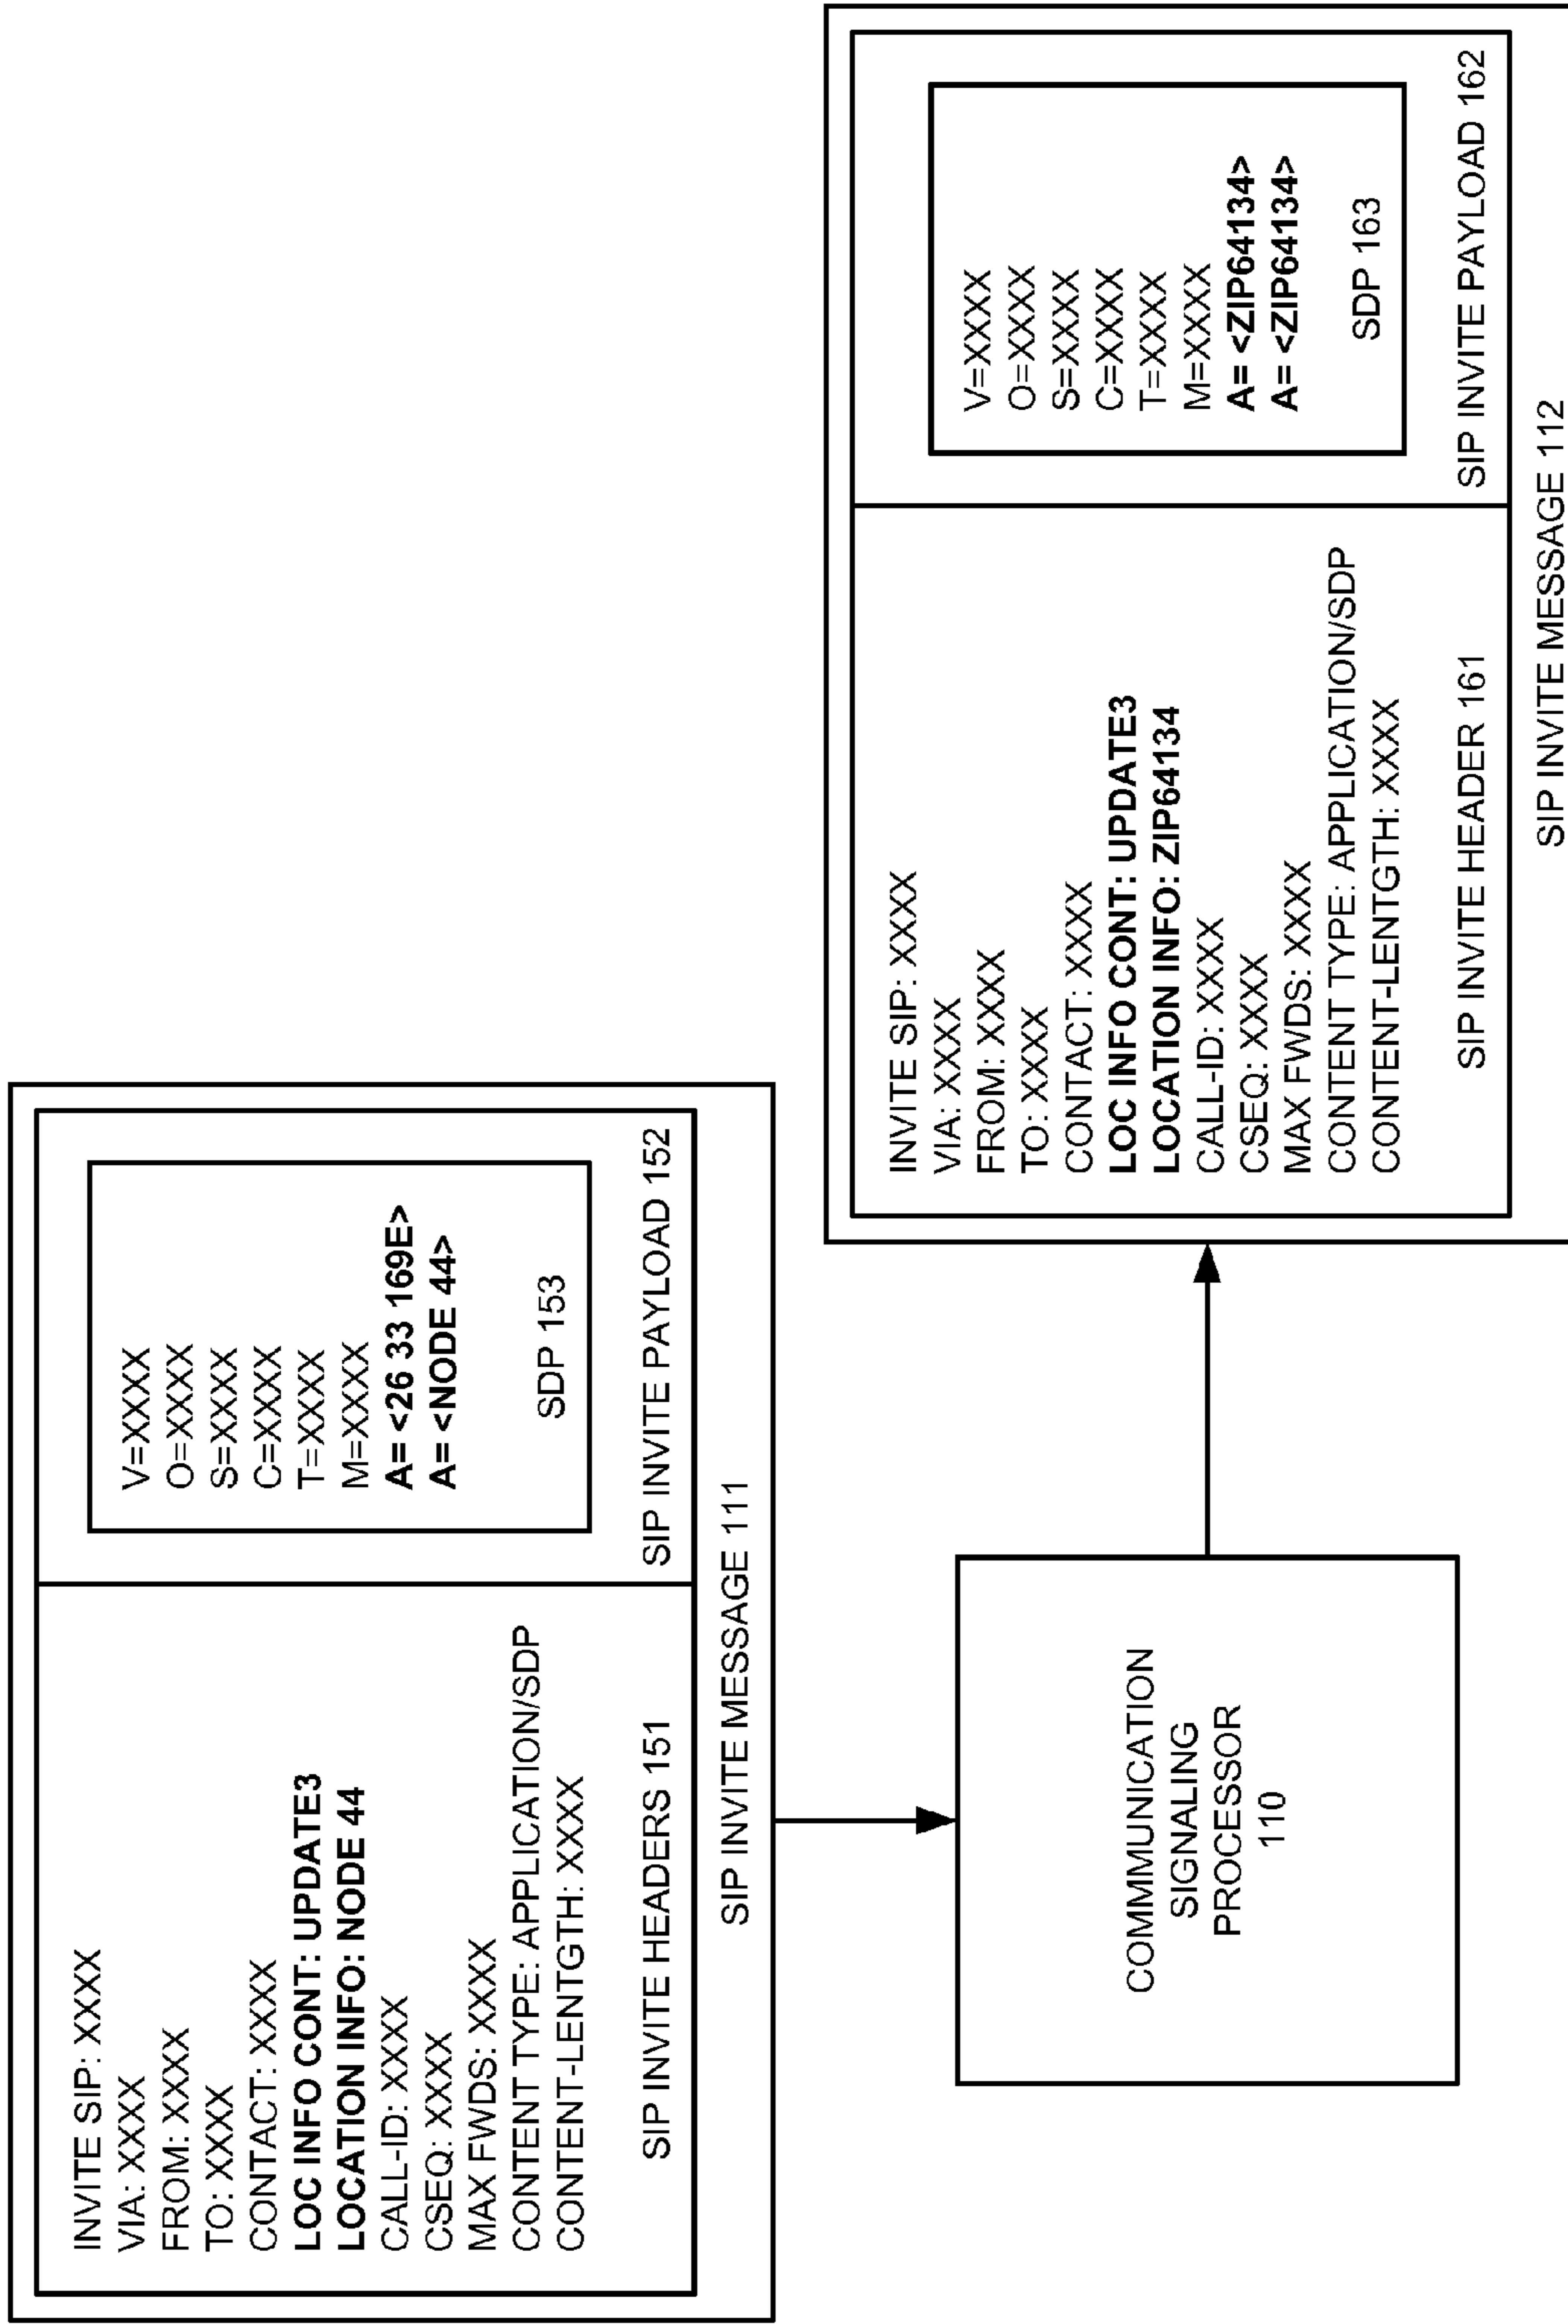 INVITE SIP: XXXX
VIA: XXXX
FROM: XXXX
TO: XXXX
CONTACT: XXXX
LOC INFO CONT: UPDATE3
LOCATION INFO: NODE 44
CALL-ID: XXXX
CSEQ: XXXX
MAX FWDS: XXXX
CONTENT TYPE: APPLICATION/SDP
CONTENT-LENTGTH: XXXX
SIP INVITE HEADERS 151
V=XXXX
O=XXXX
S=XXXX
C=XXXX
T=XXXX
M=XXXX
A= <26 33 169E>
A= <NODE 44>
SDP 153
SIP INVITE PAYLOAD 152
SIP INVITE MESSAGE 111
COMMMUNICATION
SIGNALING
PROCESSOR
110
INVITE SIP: XXXX
VIA: XXXX
FROM: XXXX
TO: XXXX
CONTACT: XXXX
LOC INFO CONT: UPDATE3
LOCATION INFO: ZIP64134
CALL-ID: XXXX
CSEQ: XXXX
MAX FWDS: XXXX
CONTENT TYPE: APPLICATION/SDP
CONTENT-LENTGTH: XXXX
SIP INVITE HEADER 161
V=XXXX
O=XXXX
S=XXXX
C=XXXX
T=XXXX
M=XXXX
A= <ZIP64134>
A= <ZIP64134>
SDP 163
SIP INVITE PAYLOAD 162
SIP INVITE MESSAGE 112